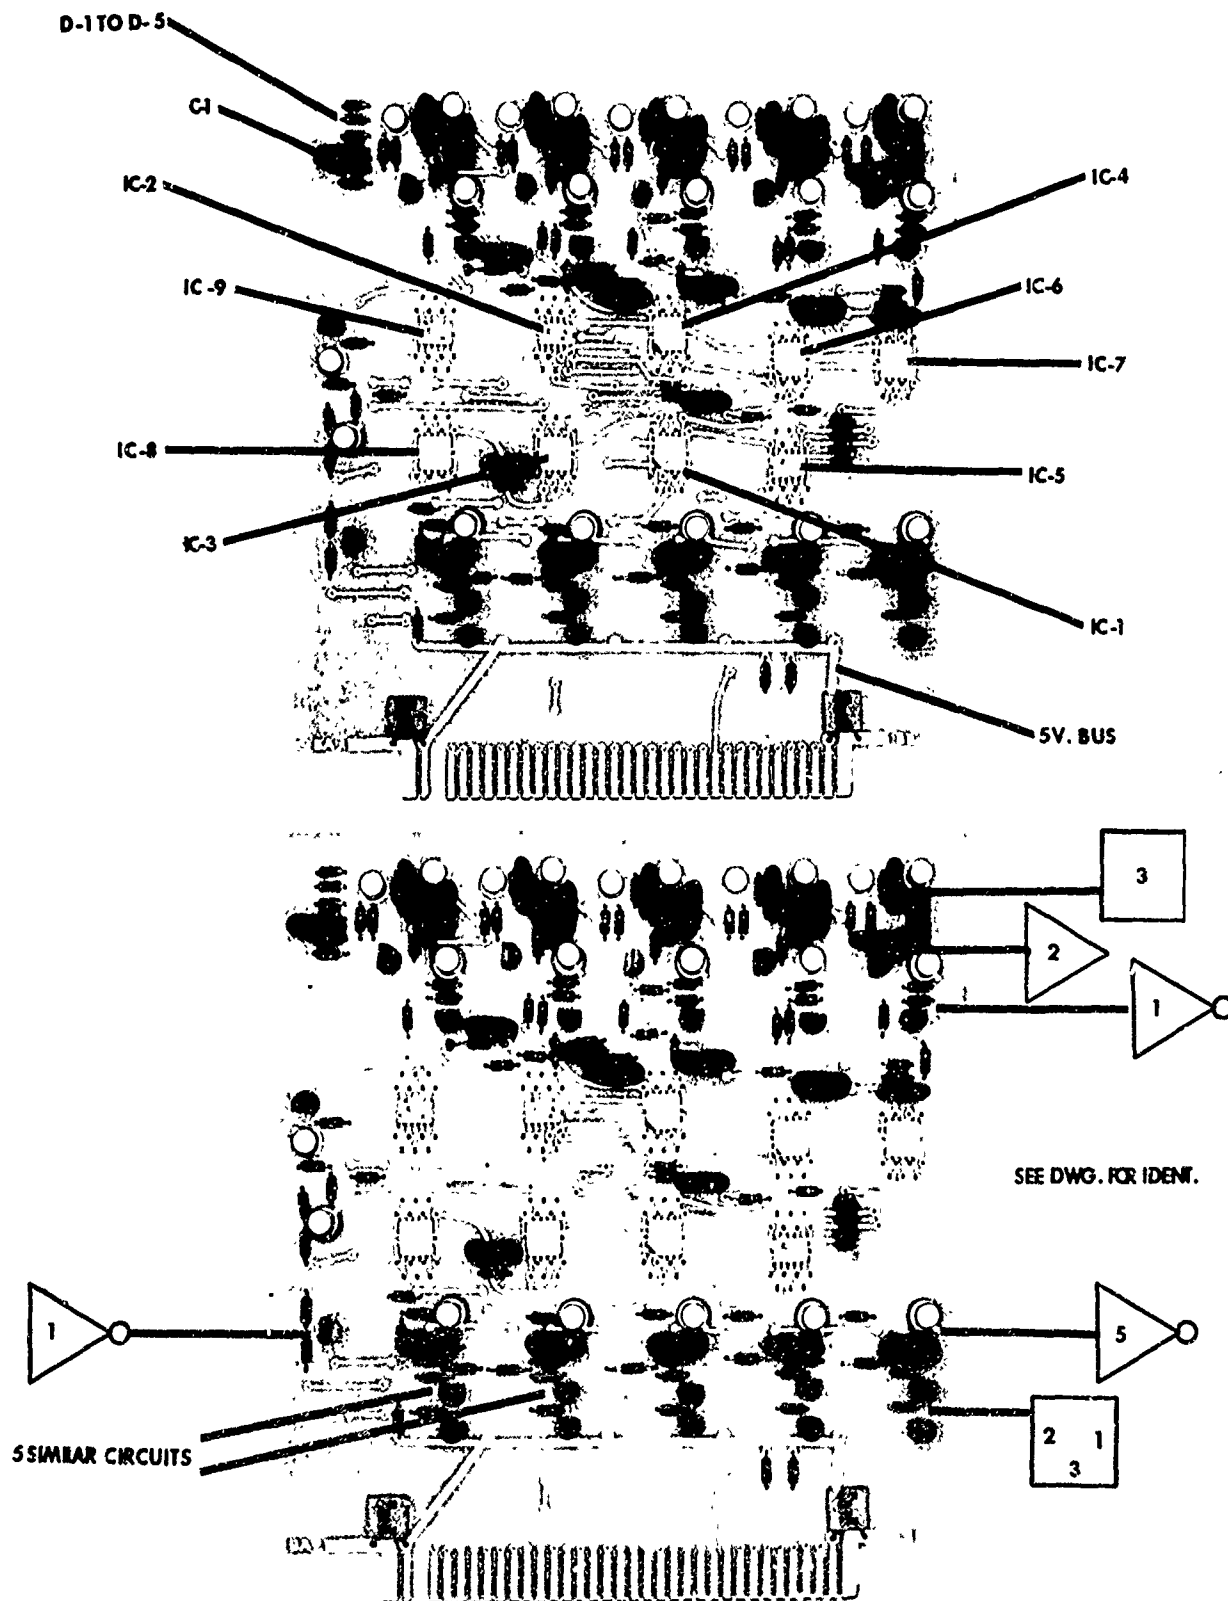 D-1 TO D-5
C-1
IC-2
IC-4
IC-9
IC-6
IC-7
IC-8
IC-5
IC-3
IC-1
5V. BUS
3
2
1
SEE DWG. FOR IDENT.
1
5
5 SIMILAR CIRCUITS
2 1
3